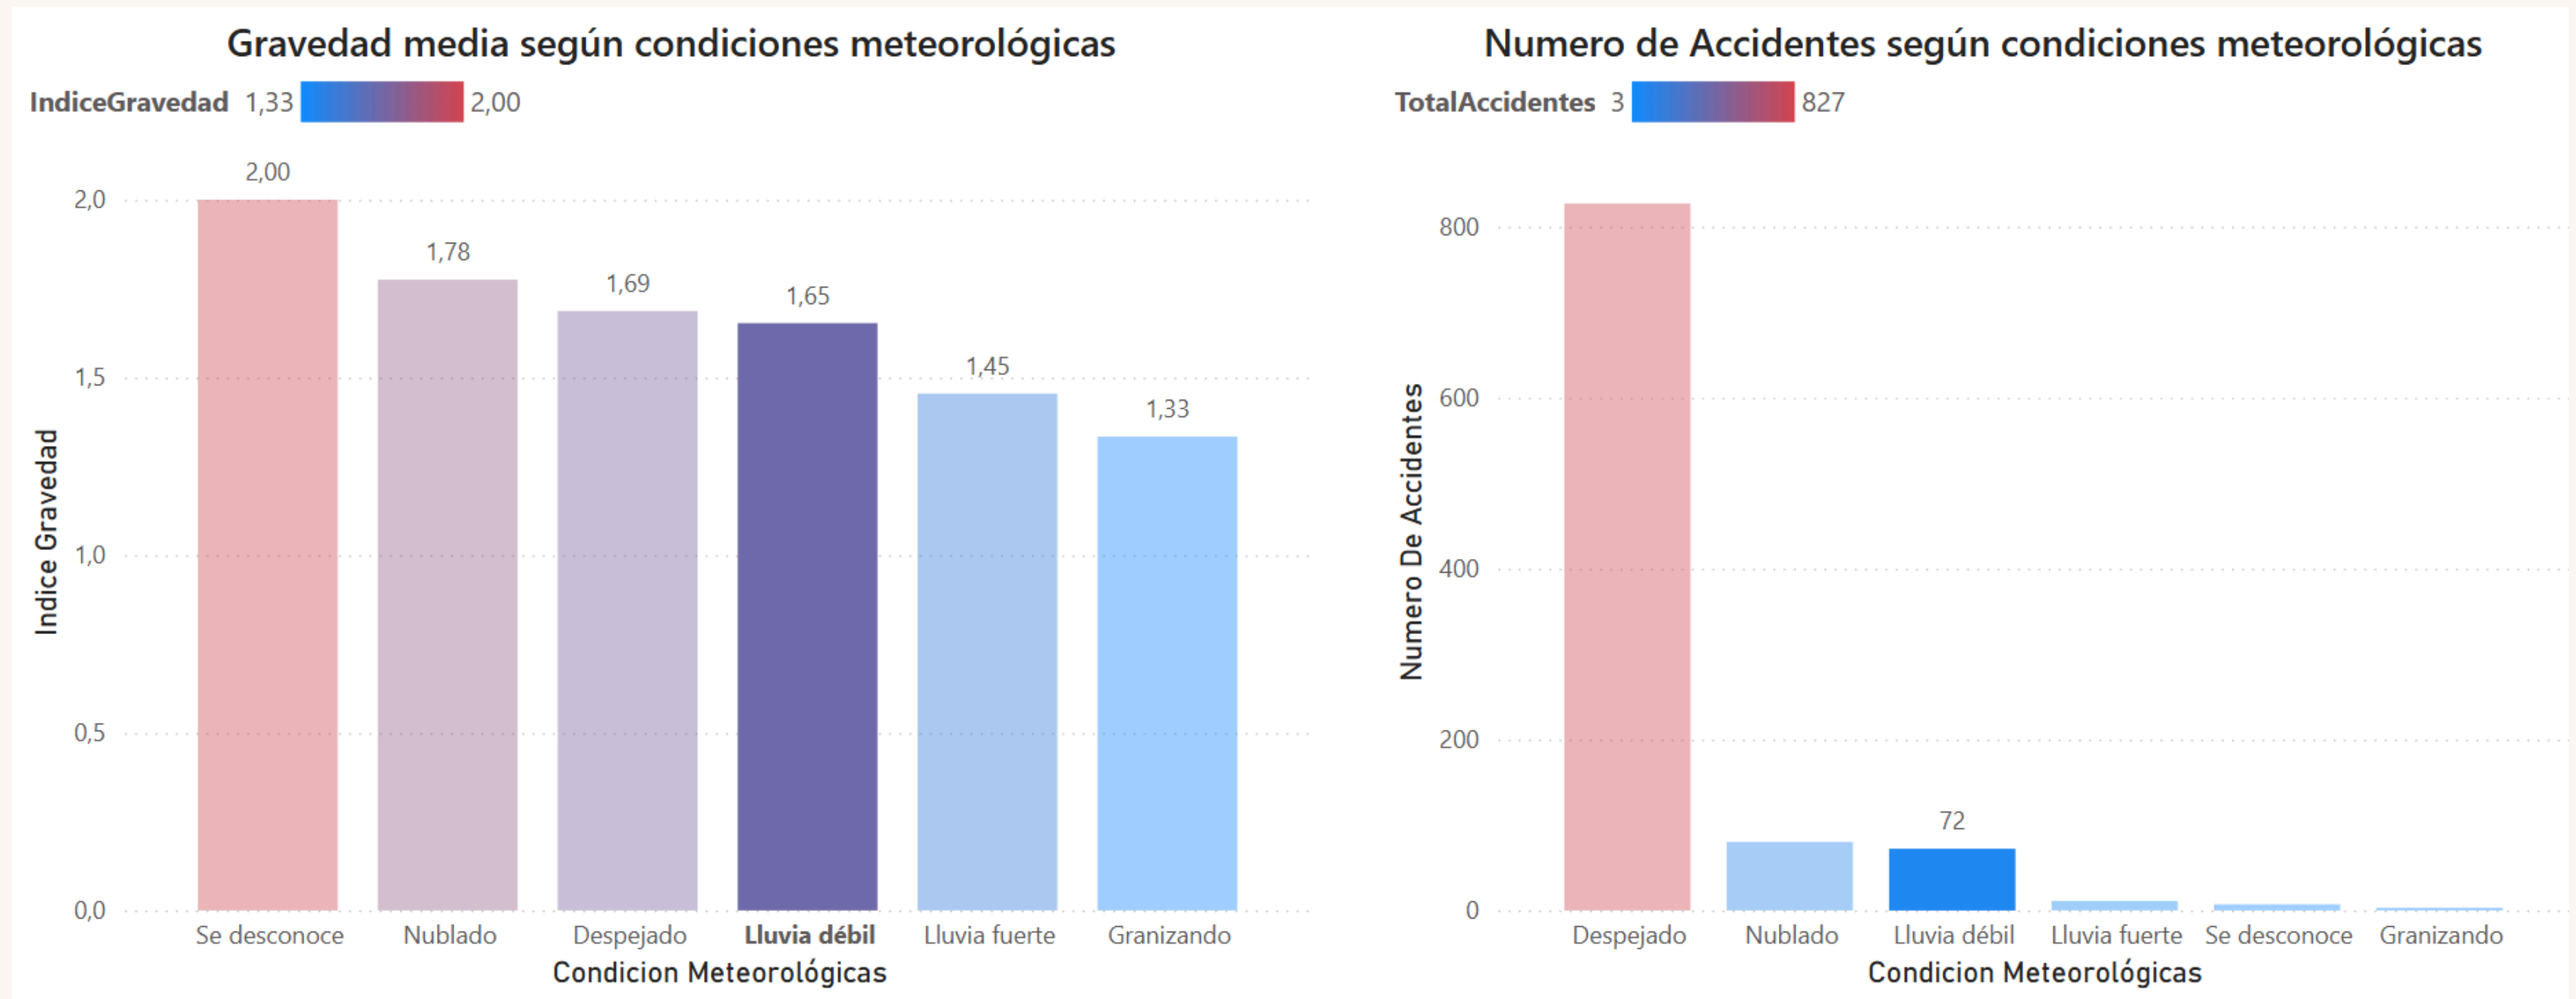 Gravedad media según condiciones meteorológicas
IndiceGravedad 1,33 2,00
2,00
1,78
1,69
1,65
1,45
1,33
2,0
1,5
1,0
0,5
0,0
Indice Gravedad
Se desconoce Nublado Despejado Lluvia débil Lluvia fuerte Granizando
Condicion Meteorológicas
Numero de Accidentes según condiciones meteorológicas
TotalAccidentes 3 827
800
600
400
200
0
72
Numero De Accidentes
Despejado Nublado Lluvia débil Lluvia fuerte Se desconoce Granizando
Condicion Meteorológicas